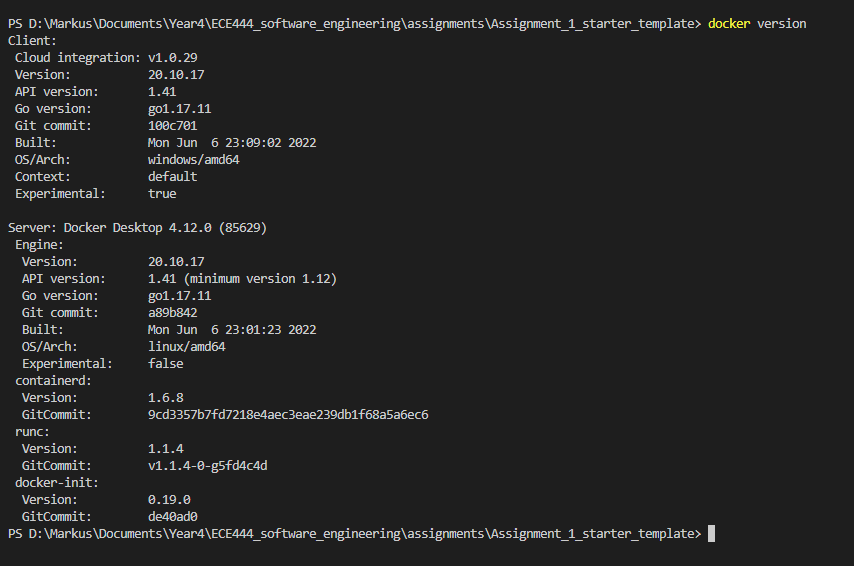 PS D:\Markus\Documents\Year4\ECE444_software_engineering\assignments\Assignment_1_starter_template> docker version
Client:
 Cloud integration: v1.0.29
 Version:           20.10.17
 API version:       1.41
 Go version:        go1.17.11
 Git commit:        100c701
 Built:             Mon Jun  6 23:09:02 2022
 OS/Arch:           windows/amd64
 Context:           default
 Experimental:      true

Server: Docker Desktop 4.12.0 (85629)
 Engine:
  Version:          20.10.17
  API version:      1.41 (minimum version 1.12)
  Go version:       go1.17.11
  Git commit:       a89b842
  Built:            Mon Jun  6 23:01:23 2022
  OS/Arch:          linux/amd64
  Experimental:     false
 containerd:
  Version:          1.6.8
  GitCommit:        9cd3357b7fd7218e4aec3eae239db1f68a5a6ec6
 runc:
  Version:          1.1.4
  GitCommit:        v1.1.4-0-g5fd4c4d
 docker-init:
  Version:          0.19.0
  GitCommit:        de40ad0
PS D:\Markus\Documents\Year4\ECE444_software_engineering\assignments\Assignment_1_starter_template>